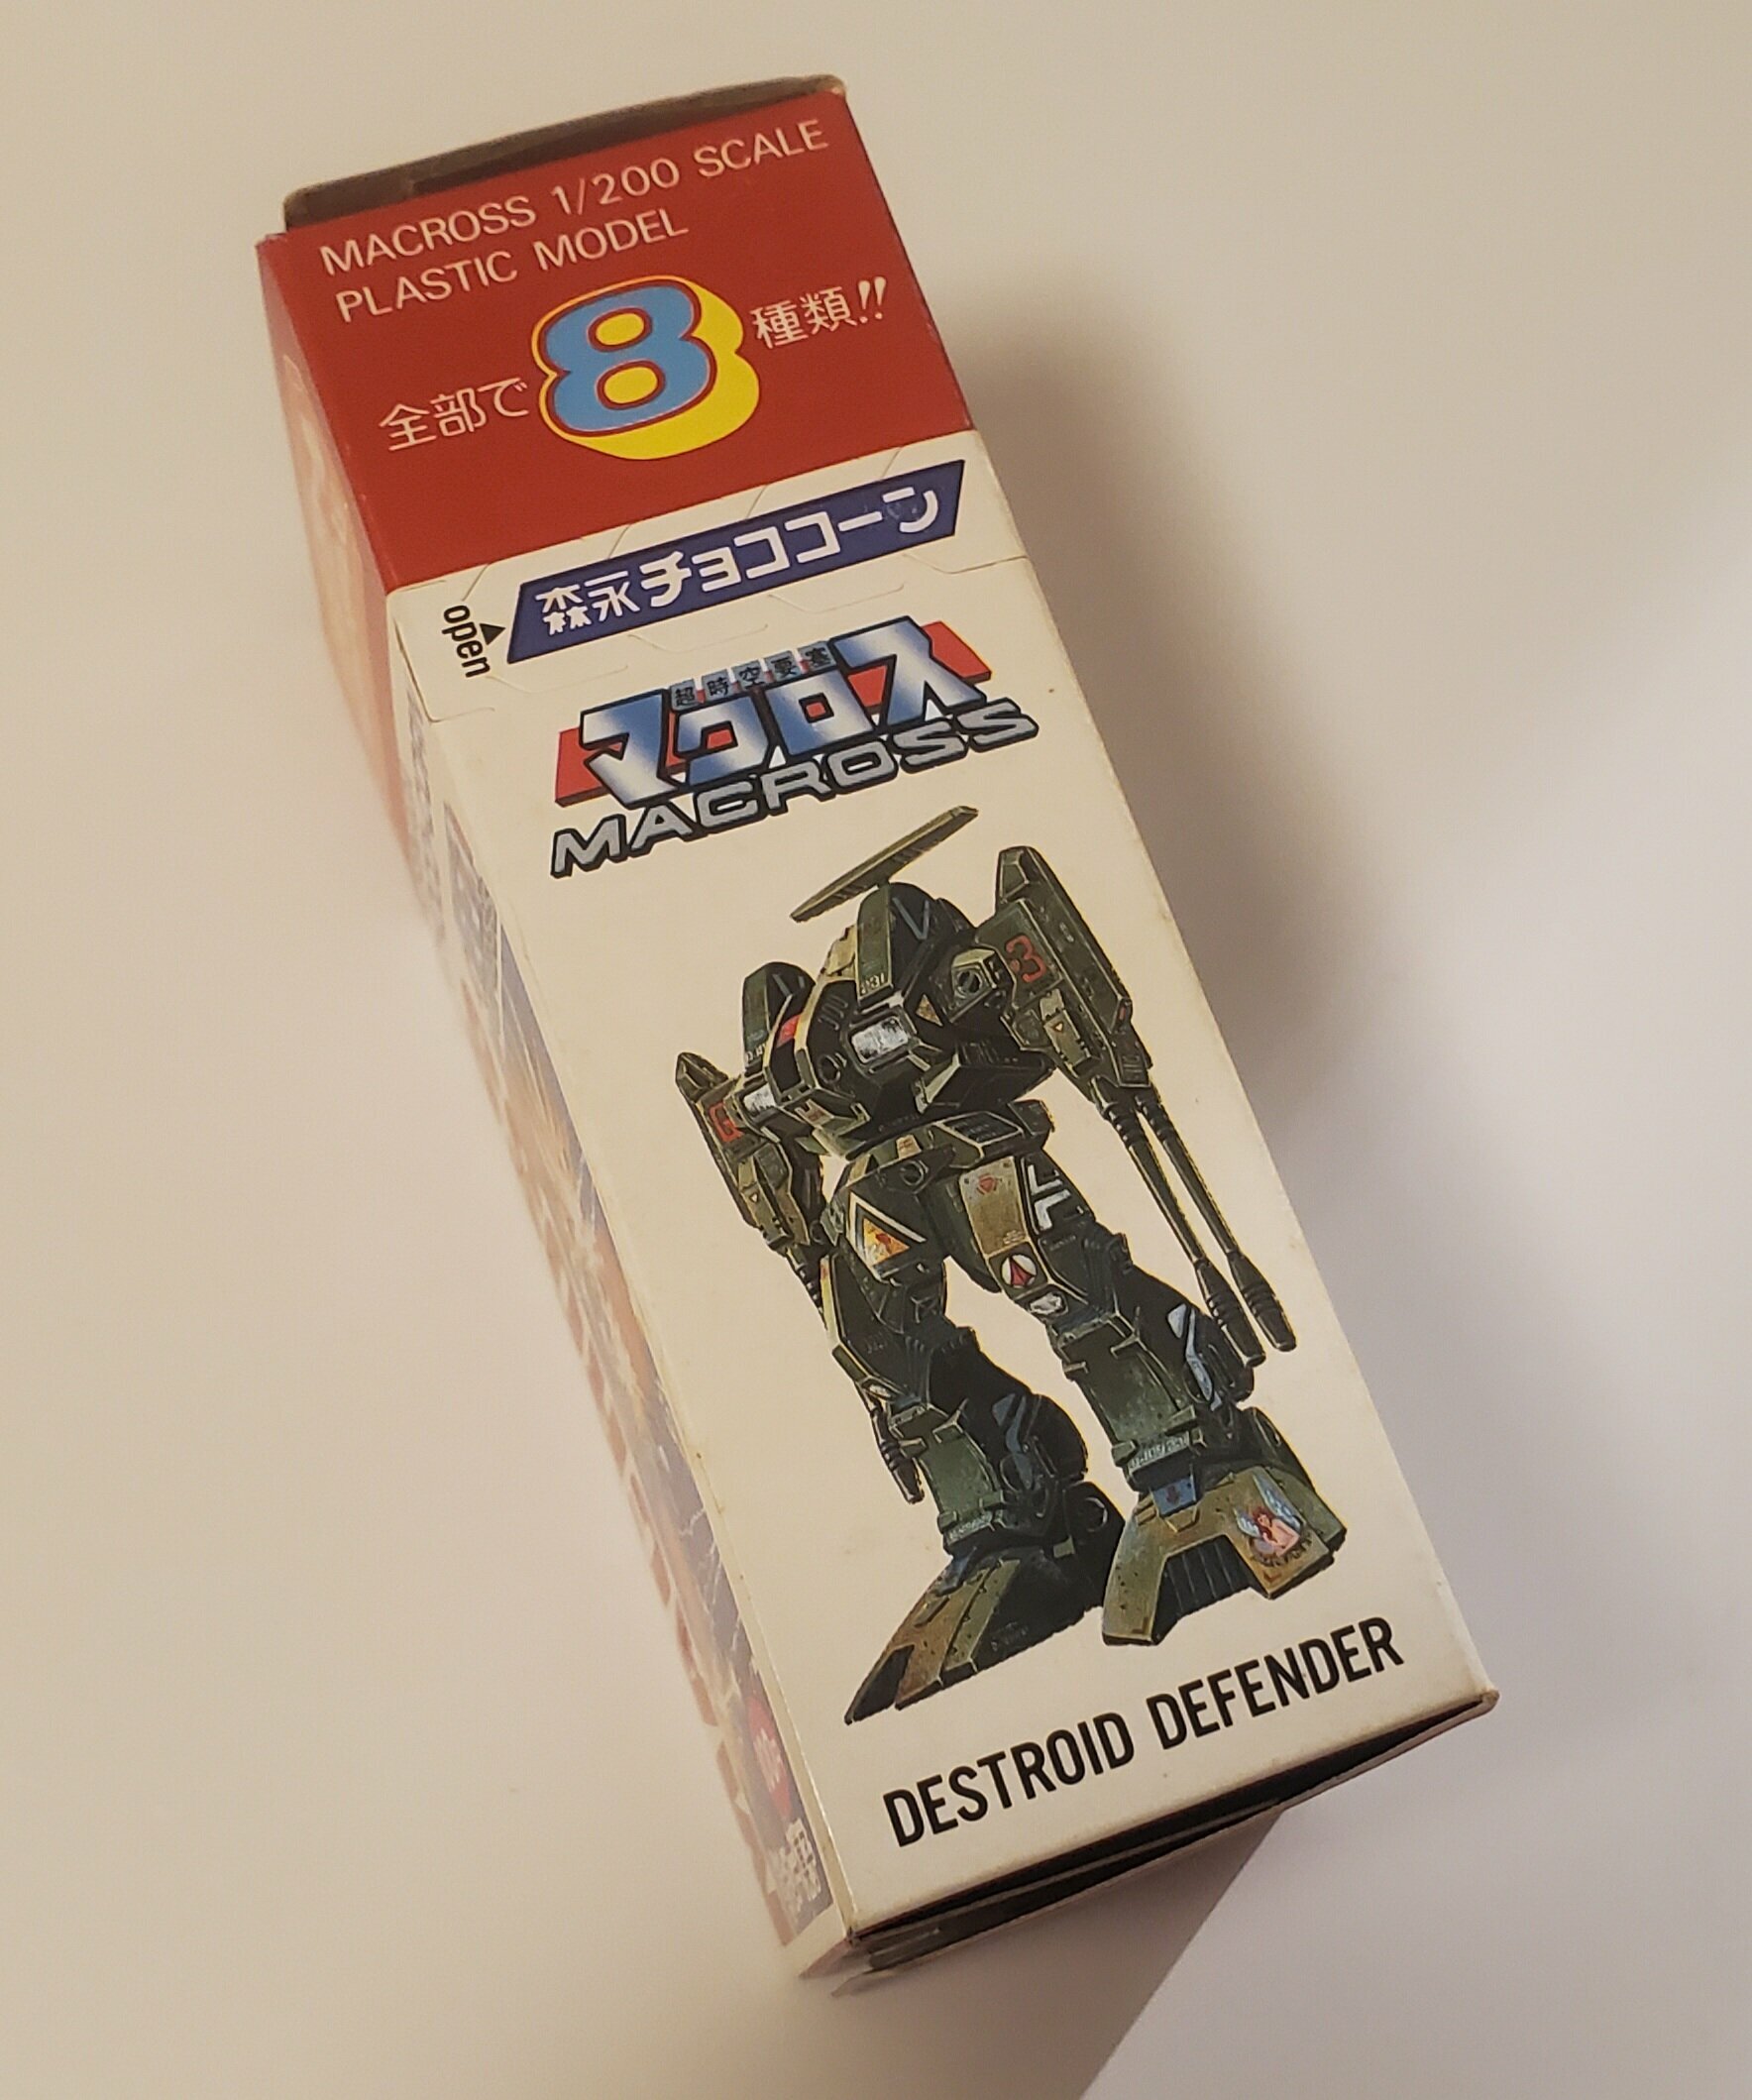 MACROSS 1/200 SCALE
PLASTIC MODEL
全部で8種類!!
森永チョココーン
open
超時空要塞
マクロス
MACROSS
3
DESTROID DEFENDER